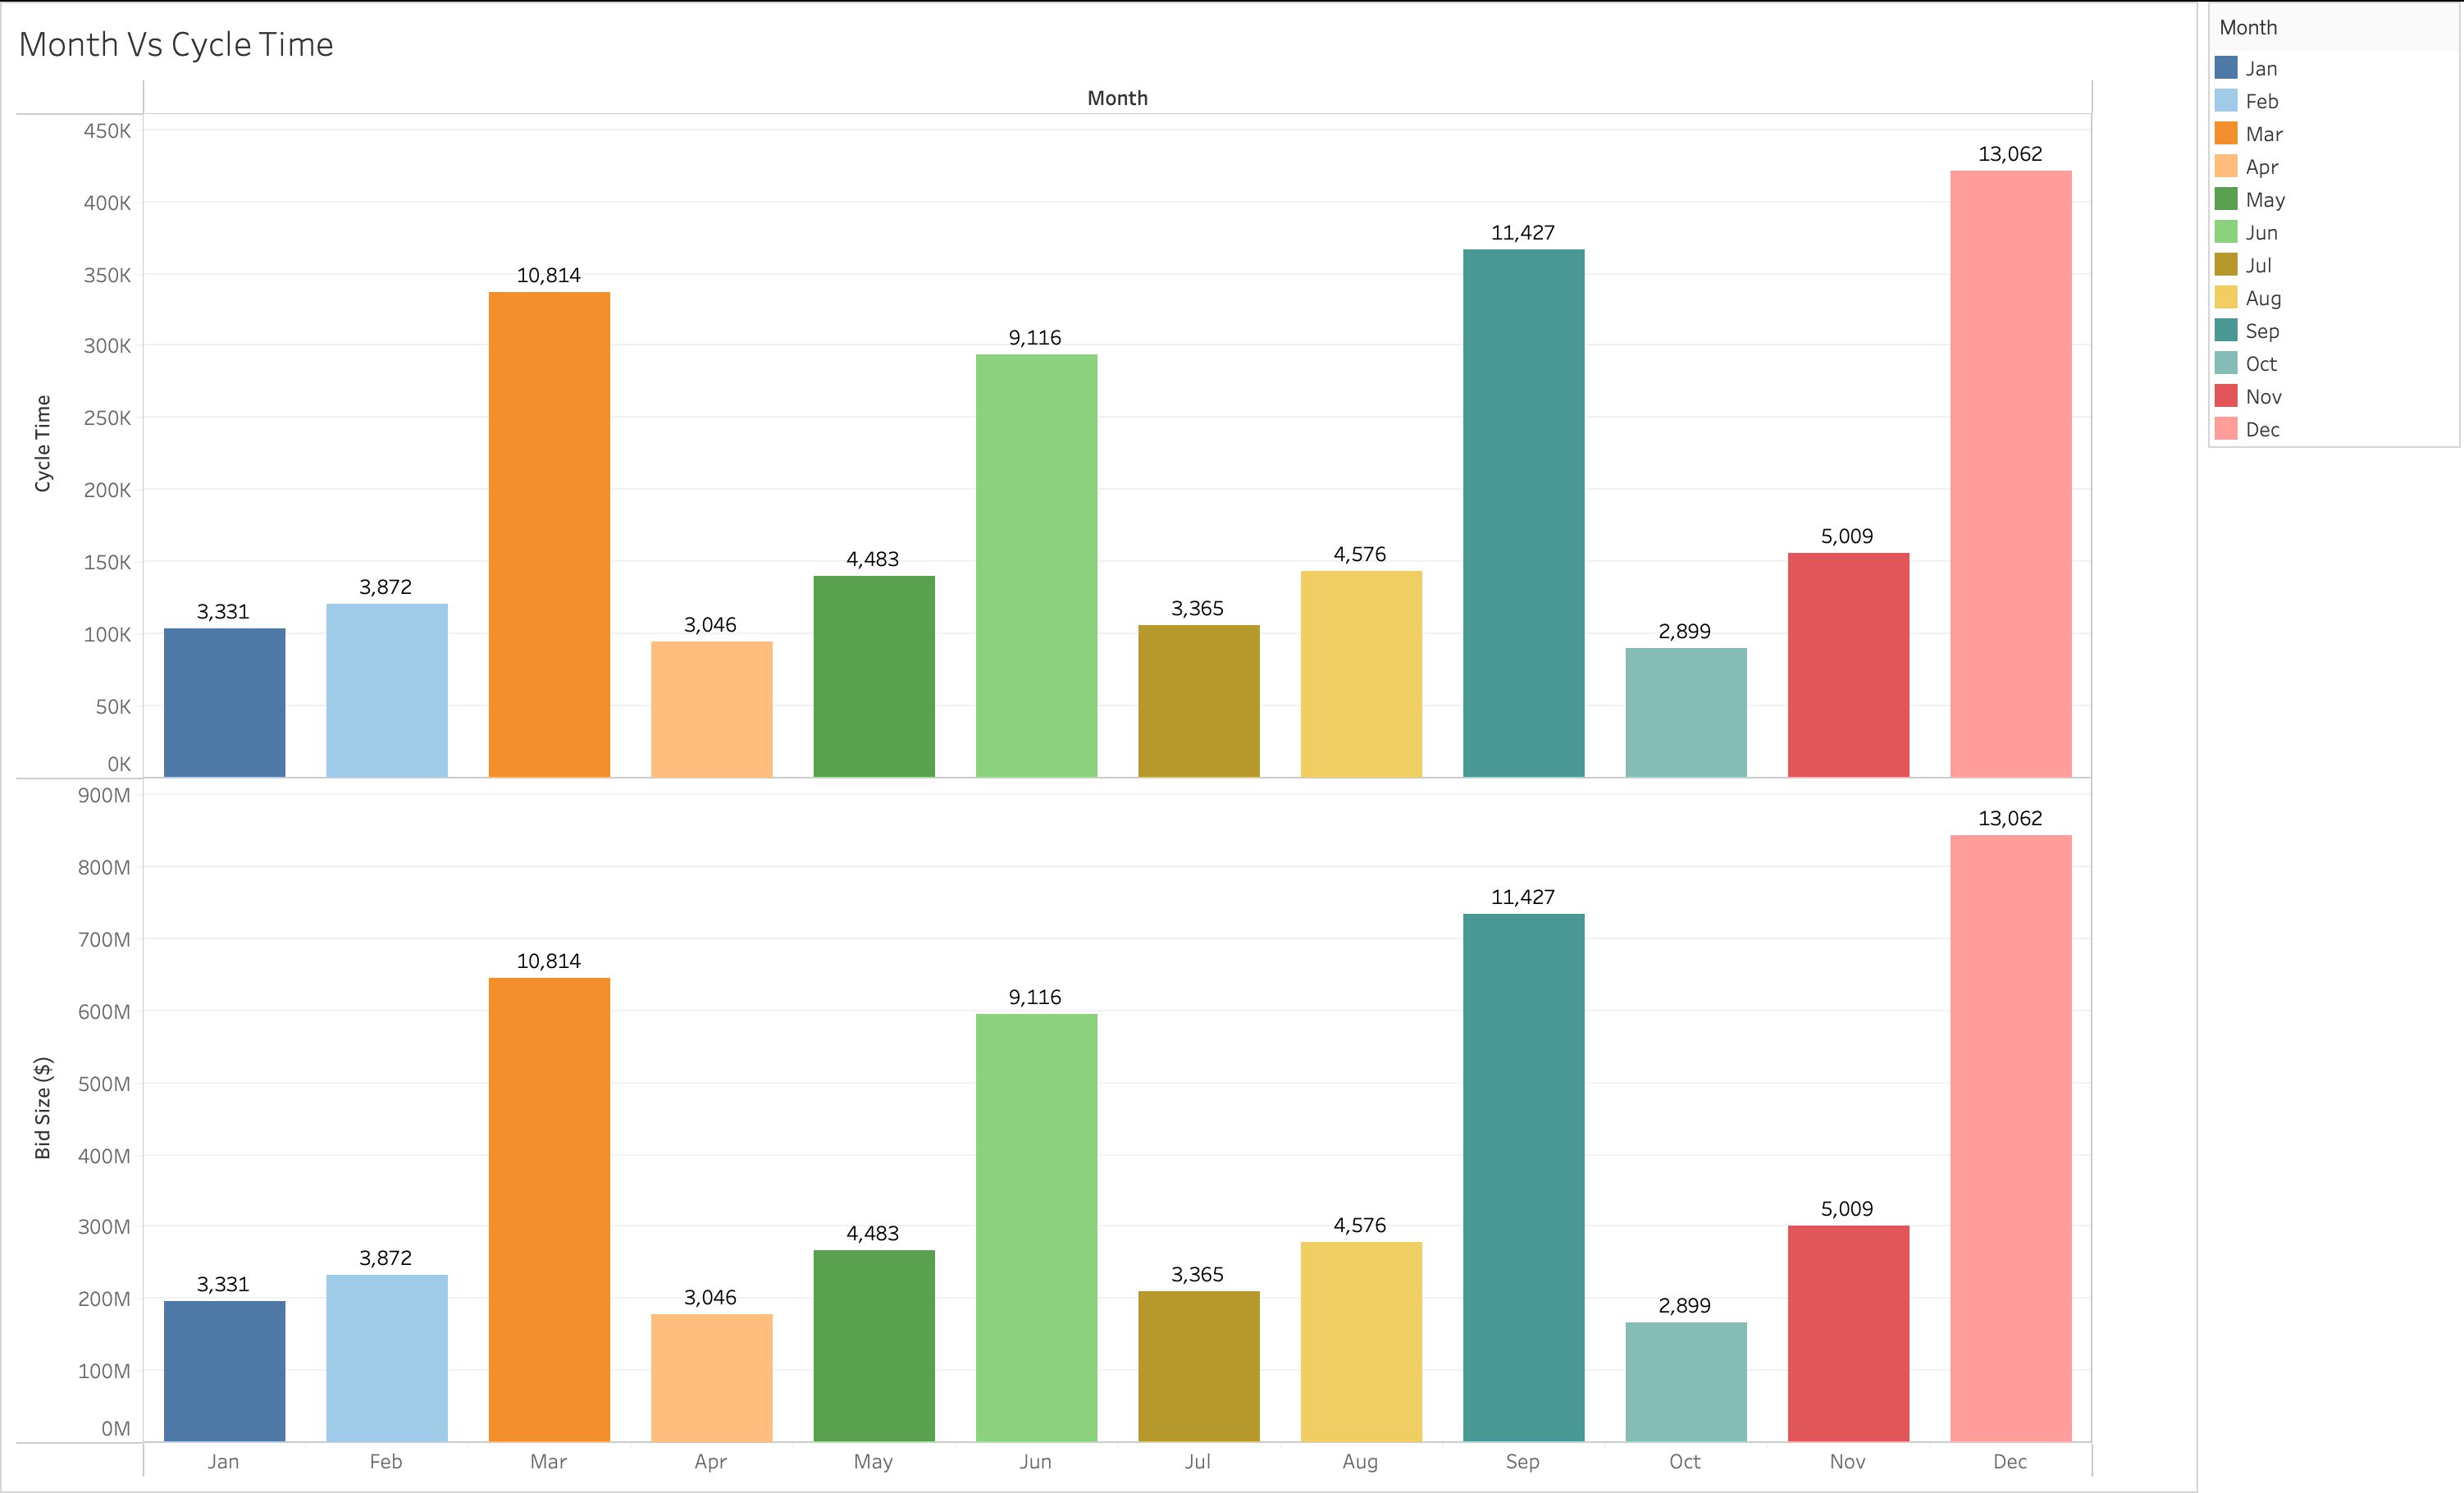 Month Vs Cycle Time
Month
Cycle Time
450K
400K
350K
300K
250K
200K
150K
100K
50K
0K
3,331
3,872
10,814
3,046
4,483
9,116
3,365
4,576
11,427
2,899
5,009
13,062
Bid Size ($)
900M
800M
700M
600M
500M
400M
300M
200M
100M
0M
3,331
3,872
10,814
3,046
4,483
9,116
3,365
4,576
11,427
2,899
5,009
13,062
Jan Feb Mar Apr May Jun Jul Aug Sep Oct Nov Dec
Month
Jan
Feb
Mar
Apr
May
Jun
Jul
Aug
Sep
Oct
Nov
Dec